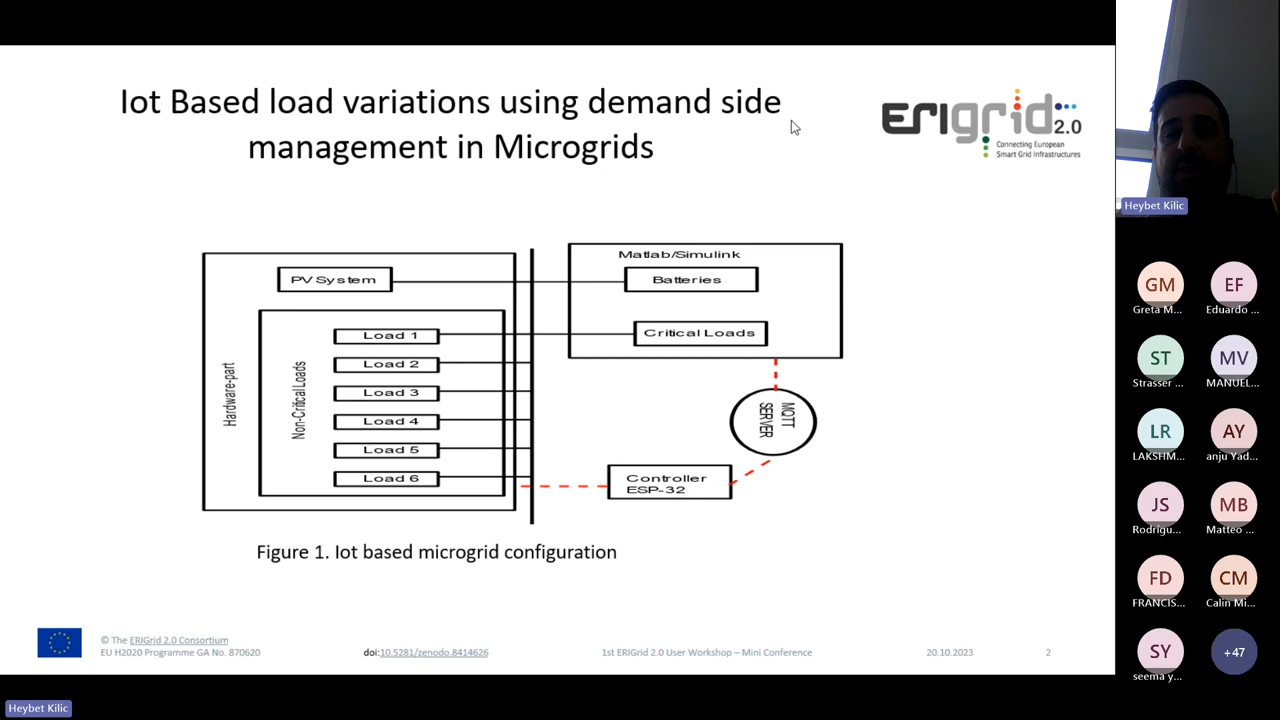 Iot Based load variations using demand side
management in Microgrids
ERIgrid 2.0
Connecting European
Smart Grid Infrastructures
Matlab/Simulink
PV System
Batteries
Critical Loads
Hardware-part
Non-Critical Loads
Load 1
Load 2
Load 3
Load 4
Load 5
Load 6
MQTT
SERVER
Controller
ESP-32
Figure 1. Iot based microgrid configuration
© The ERIGrid 2.0 Consortium
EU H2020 Programme GA No. 870620
doi:10.5281/zenodo.8414626
1st ERIGrid 2.0 User Workshop – Mini Conference
20.10.2023
2
Heybet Kilic
GM
Greta M...
EF
Eduardo ...
ST
Strasser ...
MV
MANUEL...
LR
LAKSHM...
AY
anju Yad...
JS
Rodrígu...
MB
Matteo ...
FD
FRANCIS...
CM
Calin Mi...
SY
seema y...
+47
Heybet Kilic